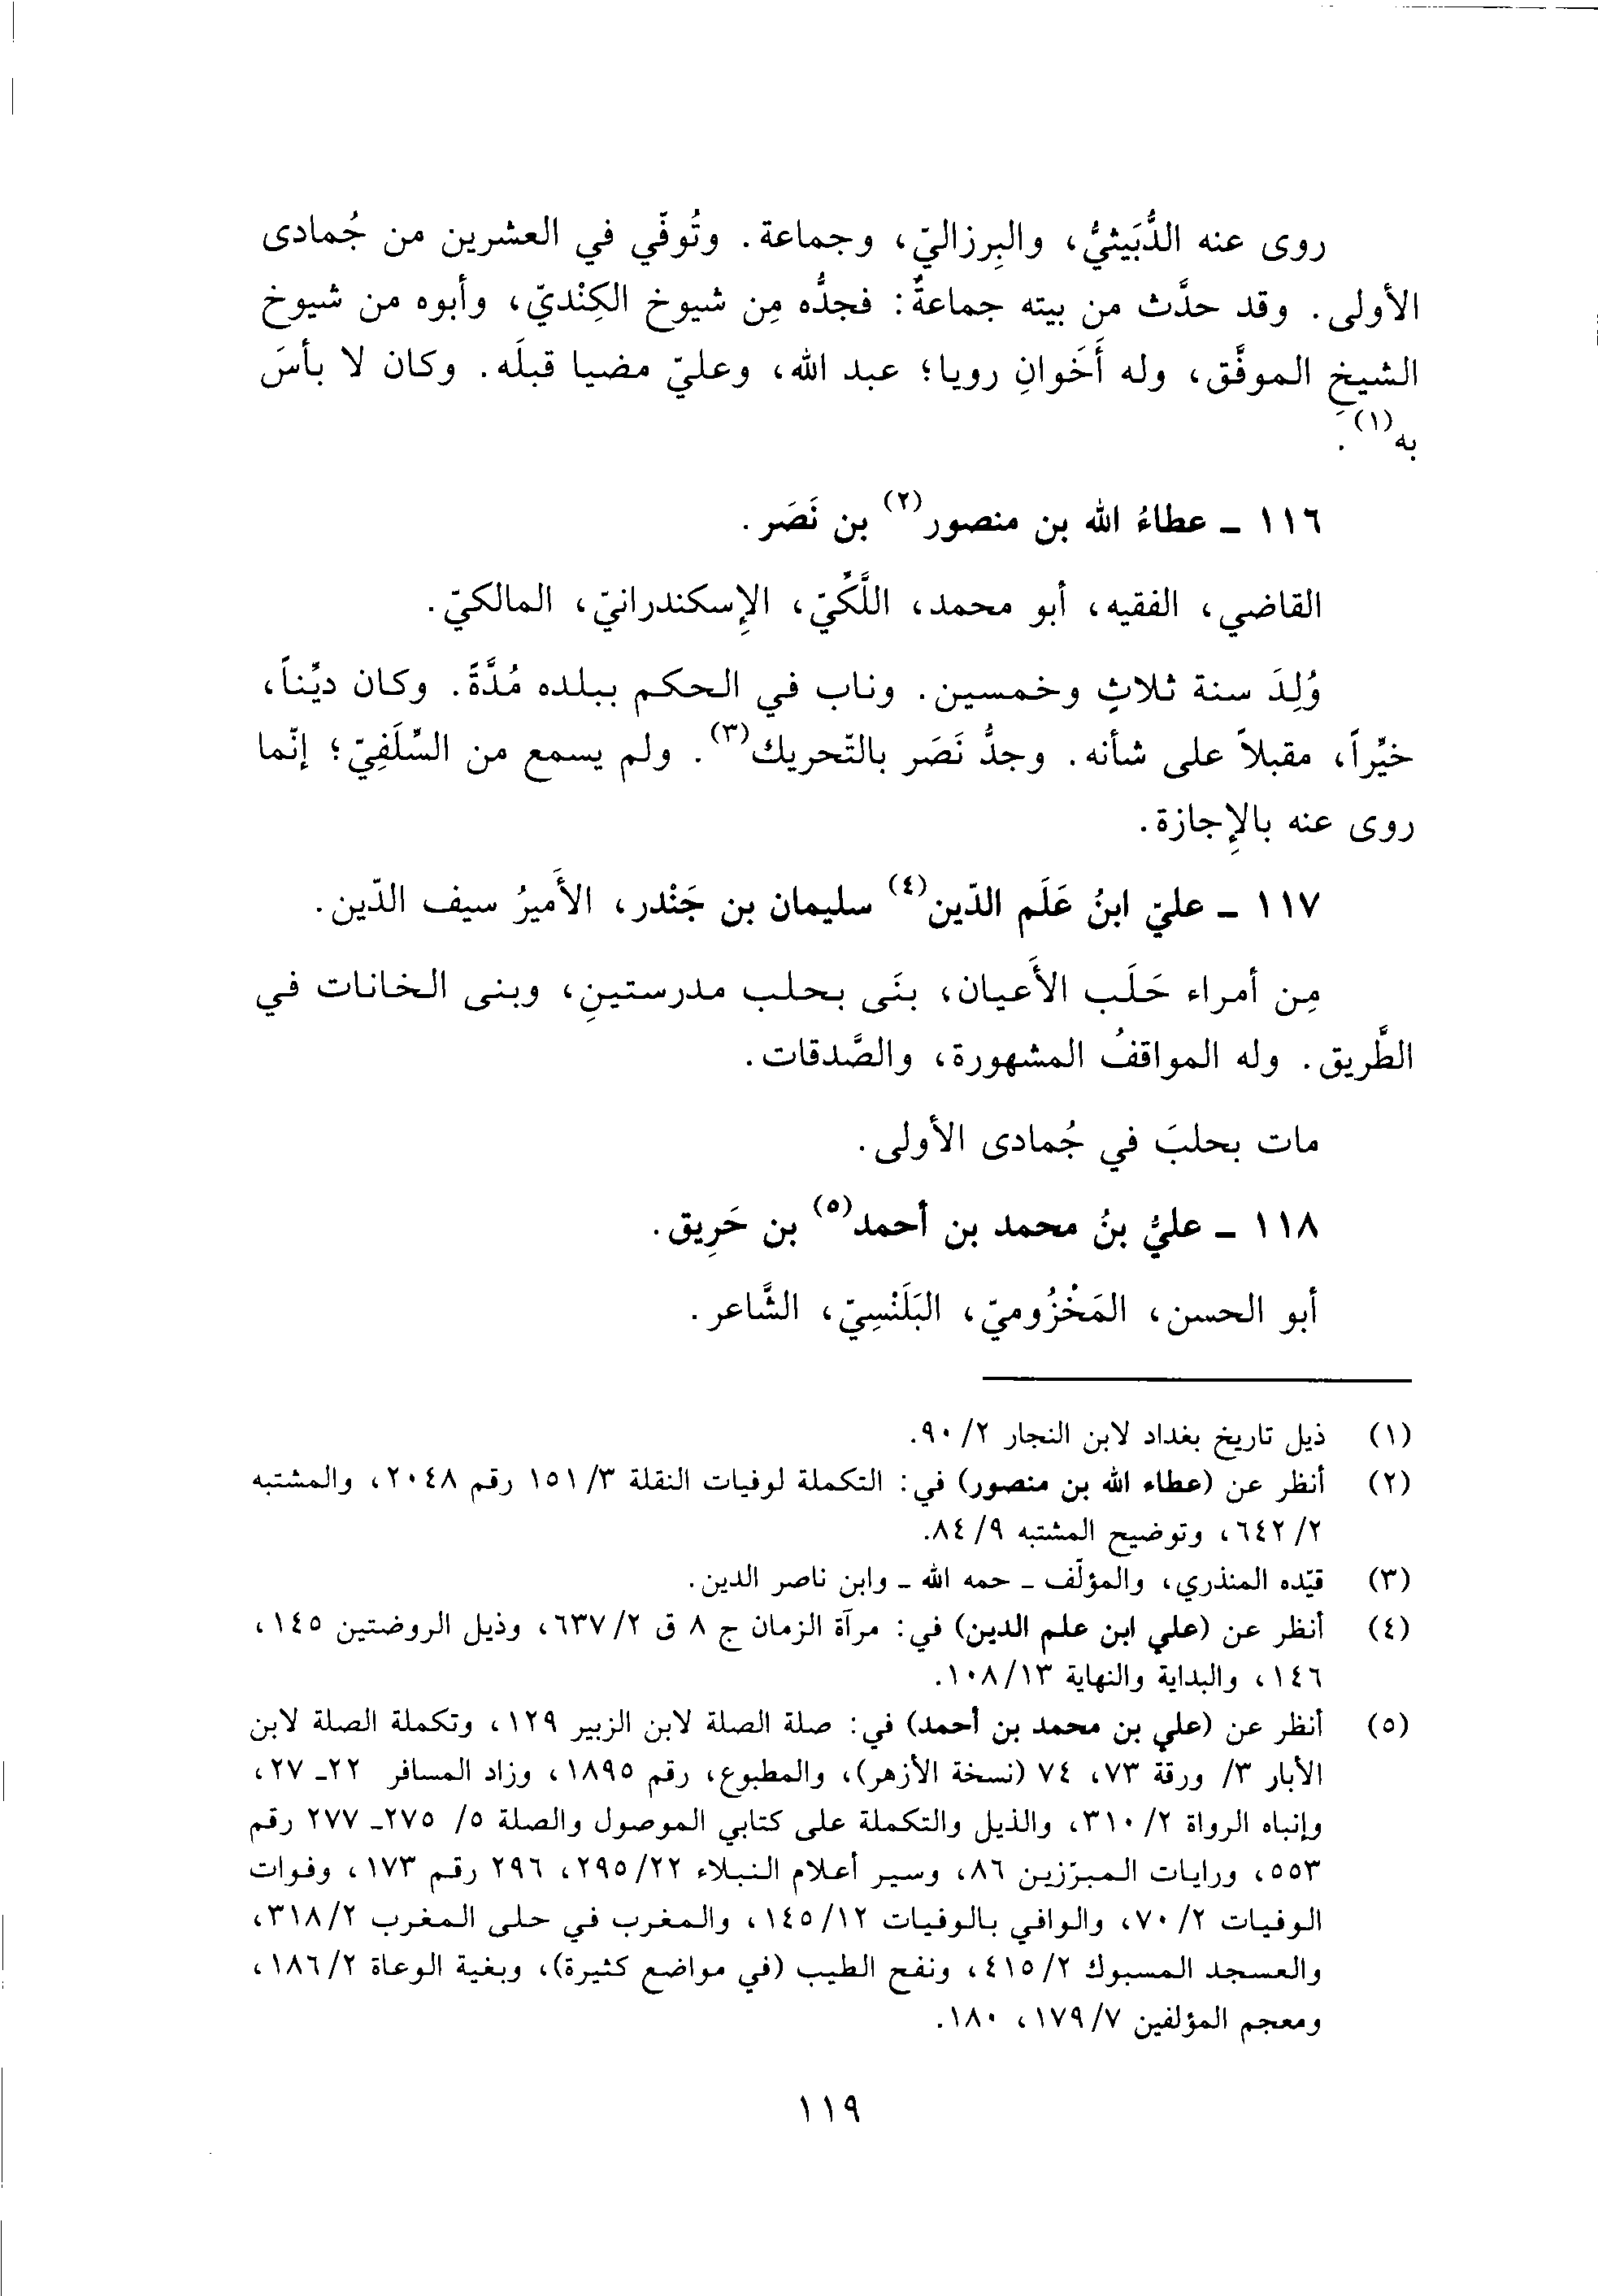 روى عنه الدُّبَيثيُّ، والبِرزاليّ، وجماعة. وتُوفّي في العشرين من جُمادى
الأولى. وقد حدَّث من بيته جماعةٌ: فجدُّه مِن شيوخ الكِنْديّ، وأبوه من شيوخ
الشيخِ الموفَّق، وله أَخَوانِ رويا؛ عبد الله، وعليّ مضيا قبلَه. وكان لا بأسَ
به(١).
١١٦ ـ عطاءُ الله بن منصور(٢) بن نَصَر.
القاضي، الفقيه، أبو محمد، اللَّكُيّ، الإِسكندرانيّ، المالكيّ.
وُلِدَ سنة ثلاثٍ وخمسين. وناب في الحكم ببلده مُدَّةً. وكان ديِّناً،
خيِّراً، مقبلاً على شأنه. وجدُّ نَصَر بالتّحريك(٣). ولم يسمع من السِّلَفِيّ؛ إنّما
روى عنه بالإِجازة.
١١٧ ـ عليّ ابنُ عَلَم الدّين(٤) سليمان بن جَنْدر، الأَميرُ سيف الدّين.
مِن أمراء حَلَب الأَعيان، بنَى بحلب مدرستينِ، وبنى الخانات في
الطَّريق. وله المواقفُ المشهورة، والصَّدقات.
مات بحلبَ في جُمادى الأولى.
١١٨ ـ عليُّ بنُ محمد بن أحمد(٥) بن حَرِيق.
أبو الحسن، المَخْزُوميّ، البَلَنْسِيّ، الشَّاعر.
(١) ذيل تاريخ بغداد لابن النجار ٢/ ٩٠.
(٢) أنظر عن (عطاء الله بن منصور) في: التكملة لوفيات النقلة ٣/ ١٥١ رقم ٢٠٤٨، والمشتبه
٢/ ٦٤٢، وتوضيح المشتبه ٩/ ٨٤.
(٣) قيّده المنذري، والمؤلّف ـ حمه الله ـ وابن ناصر الدين.
(٤) أنظر عن (علي ابن علم الدين) في: مرآة الزمان ج ٨ ق ٢/ ٦٣٧، وذيل الروضتين ١٤٥،
١٤٦، والبداية والنهاية ١٣/ ١٠٨.
(٥) أنظر عن (علي بن محمد بن أحمد) في: صلة الصلة لابن الزبير ١٢٩، وتكملة الصلة لابن
الأبار ٣/ ورقة ٧٣، ٧٤ (نسخة الأزهر)، والمطبوع، رقم ١٨٩٥، وزاد المسافر ٢٢ـ ٢٧،
وإنباه الرواة ٢/ ٣١٠، والذيل والتكملة على كتابي الموصول والصلة ٥/ ٢٧٥ـ ٢٧٧ رقم
٥٥٣، ورايات المبرّزين ٨٦، وسير أعلام النبلاء ٢٢/ ٢٩٥، ٢٩٦ رقم ١٧٣، وفوات
الوفيات ٢/ ٧٠، والوافي بالوفيات ١٢/ ١٤٥، والمغرب في حلى المغرب ٢/ ٣١٨،
والعسجد المسبوك ٢/ ٤١٥، ونفح الطيب (في مواضع كثيرة)، وبغية الوعاة ٢/ ١٨٦،
ومعجم المؤلفين ٧/ ١٧٩، ١٨٠.
١١٩